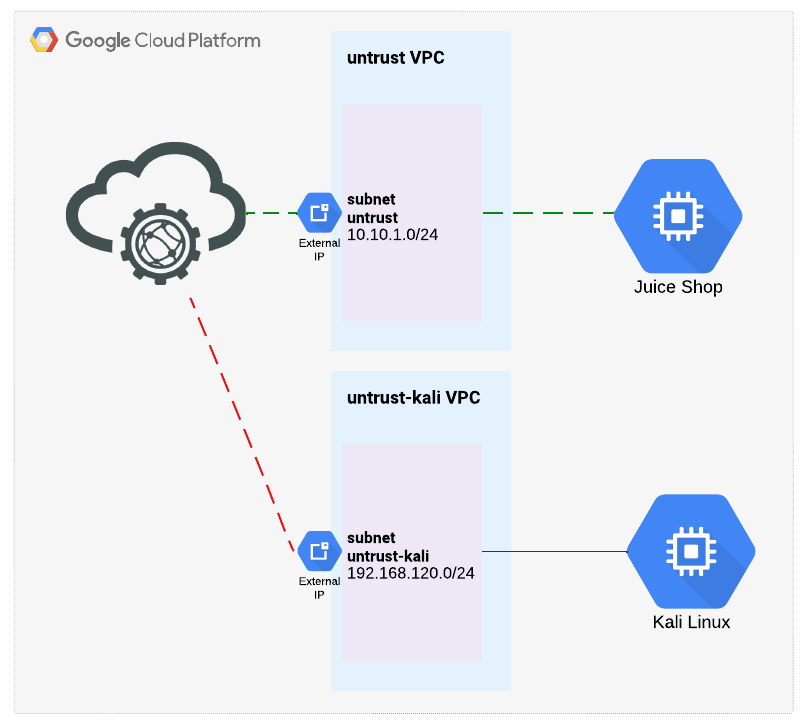 Google Cloud Platform
untrust VPC
subnet
untrust
10.10.1.0/24
External
IP
Juice Shop
untrust-kali VPC
subnet
untrust-kali
192.168.120.0/24
External
IP
Kali Linux